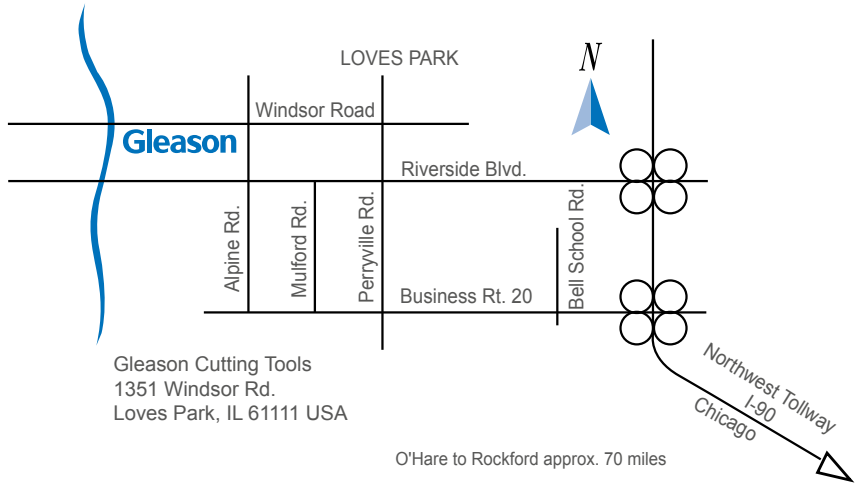 LOVES PARK
N
Windsor Road
Gleason
Riverside Blvd.
Alpine Rd.
Mulford Rd.
Perryville Rd.
Bell School Rd.
Business Rt. 20
Gleason Cutting Tools
1351 Windsor Rd.
Loves Park, IL 61111 USA
Northwest Tollway
I-90
Chicago
O'Hare to Rockford approx. 70 miles